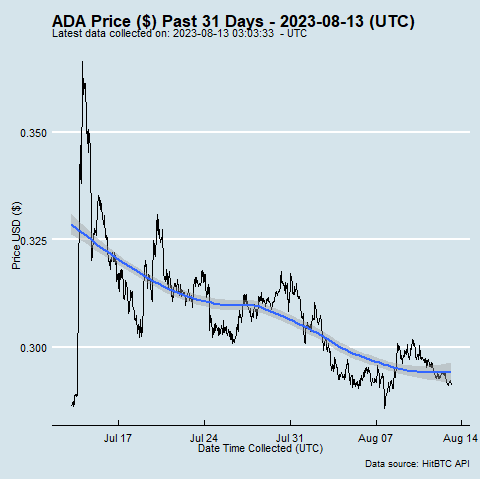 ADA Price ($) Past 31 Days - 2023-08-13 (UTC)
Latest data collected on: 2023-08-13 03:03:33  - UTC
0.350
0.325
0.300
Price USD ($)
Jul 17
Jul 24
Jul 31
Aug 07
Aug 14
Date Time Collected (UTC)
Data source: HitBTC API